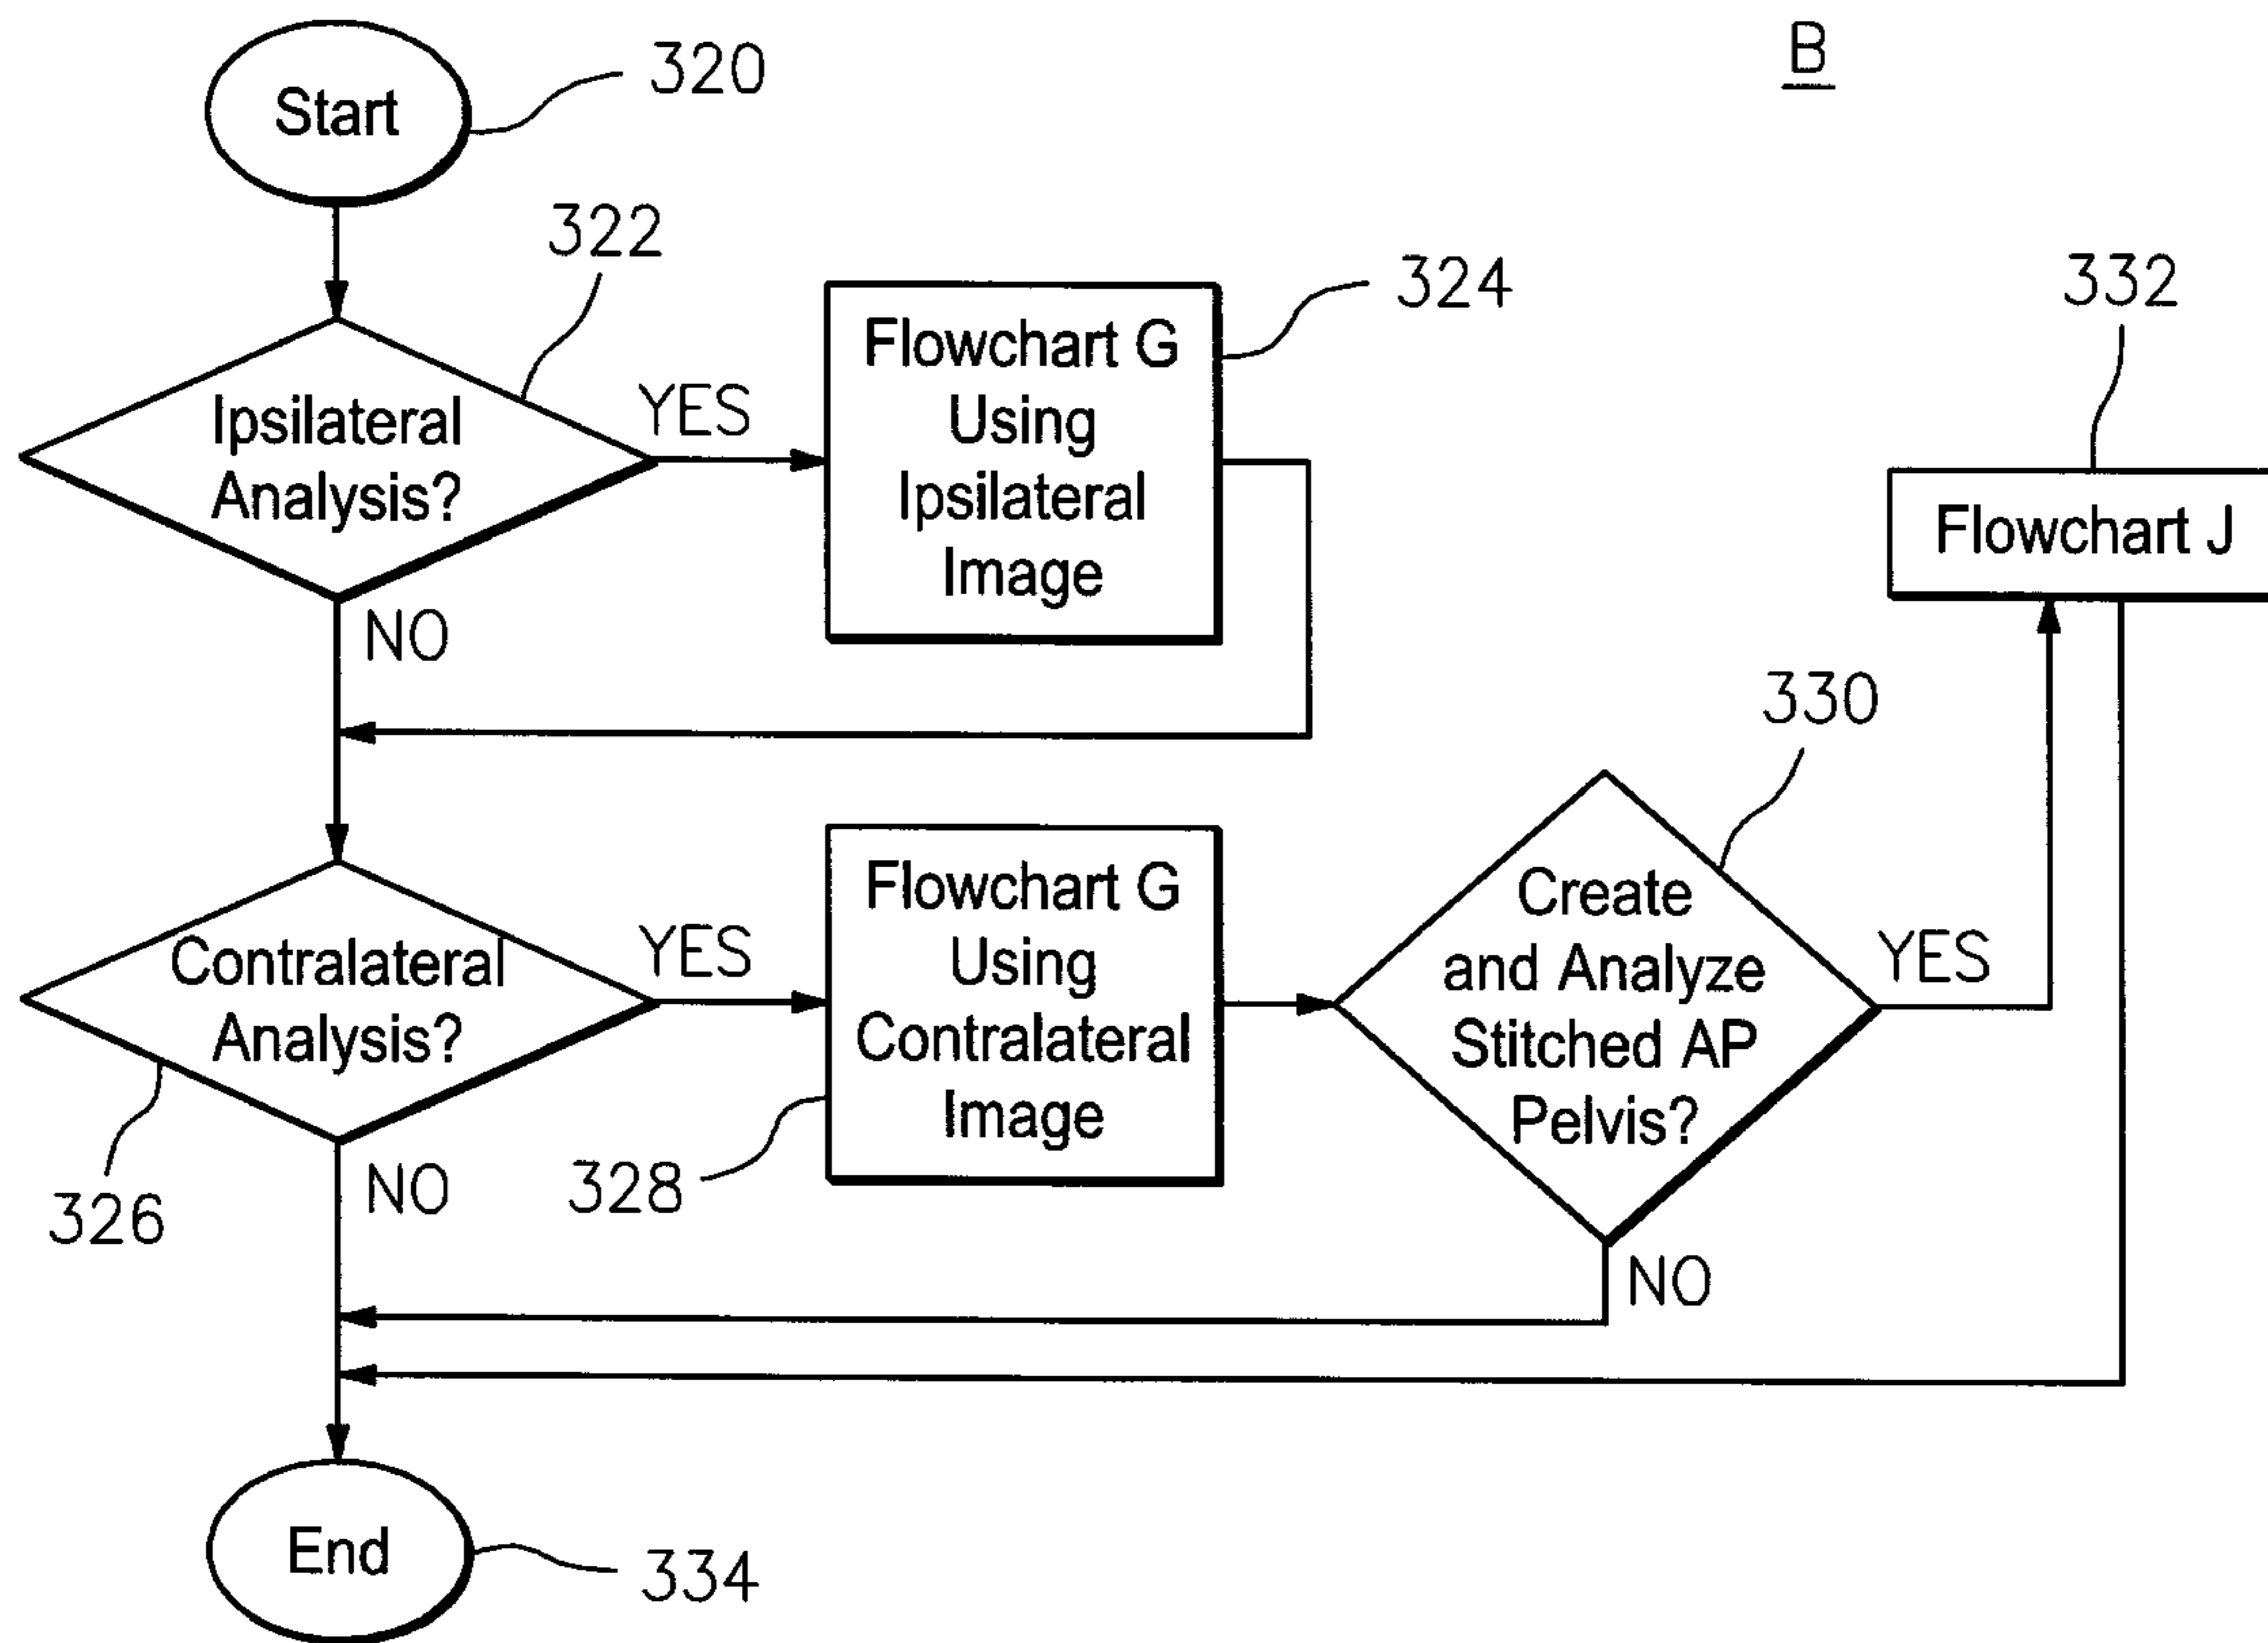 B
Start
320
322
Ipsilateral
Analysis?
YES
NO
Flowchart G
Using
Ipsilateral
Image
324
332
Flowchart J
326
Contralateral
Analysis?
YES
NO
Flowchart G
Using
Contralateral
Image
328
330
Create
and Analyze
Stitched AP
Pelvis?
YES
NO
End
334